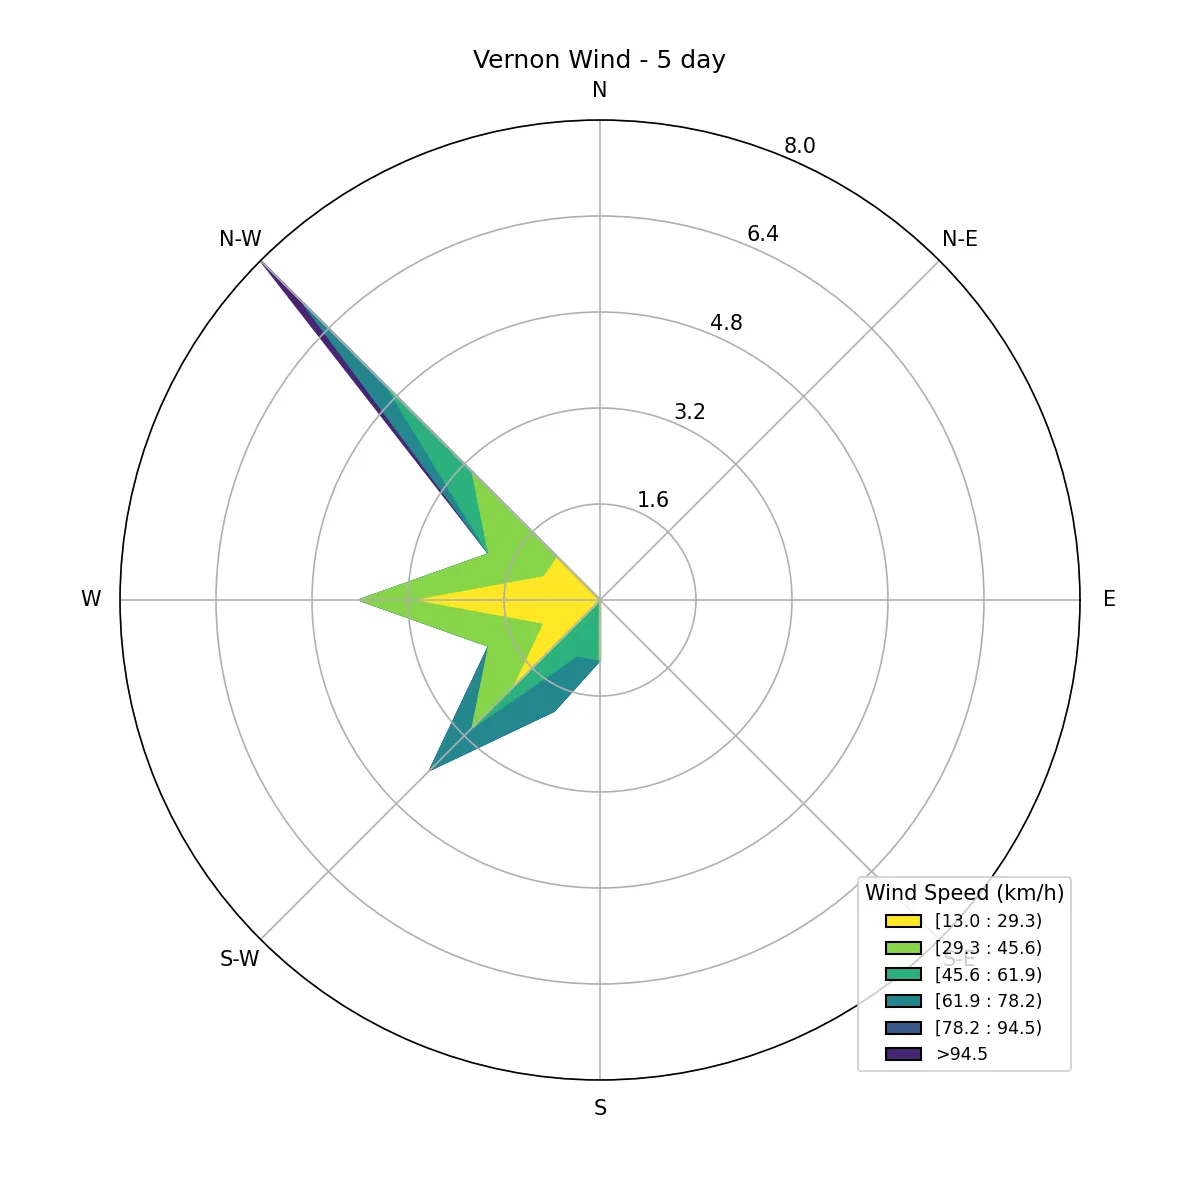 Vernon Wind - 5 day
N
8.0
N-W
6.4
N-E
4.8
3.2
1.6
W
E
S-W
S-E
S
Wind Speed (km/h)
[13.0 : 29.3)
[29.3 : 45.6)
[45.6 : 61.9)
[61.9 : 78.2)
[78.2 : 94.5)
>94.5